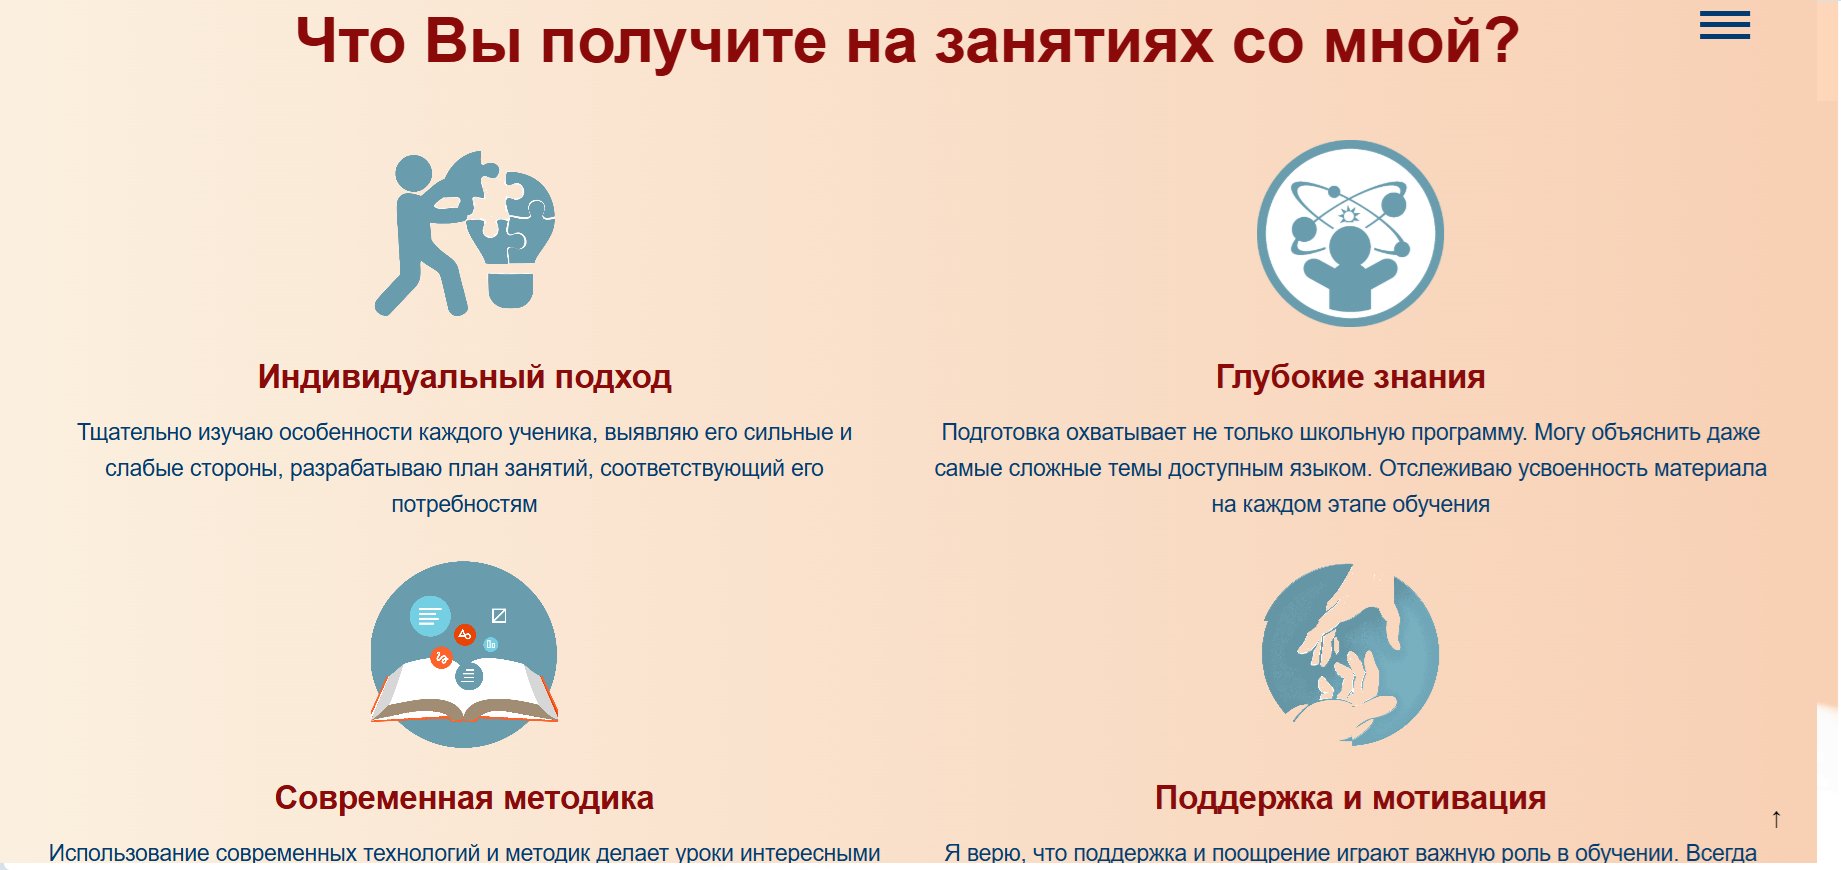 Что Вы получите на занятиях со мной?
Индивидуальный подход
Тщательно изучаю особенности каждого ученика, выявляю его сильные и
слабые стороны, разрабатываю план занятий, соответствующий его
потребностям
Глубокие знания
Подготовка охватывает не только школьную программу. Могу объяснить даже
самые сложные темы доступным языком. Отслеживаю усвоенность материала
на каждом этапе обучения
Современная методика
Использование современных технологий и методик делает уроки интересными
Поддержка и мотивация
Я верю, что поддержка и поощрение играют важную роль в обучении. Всегда
↑